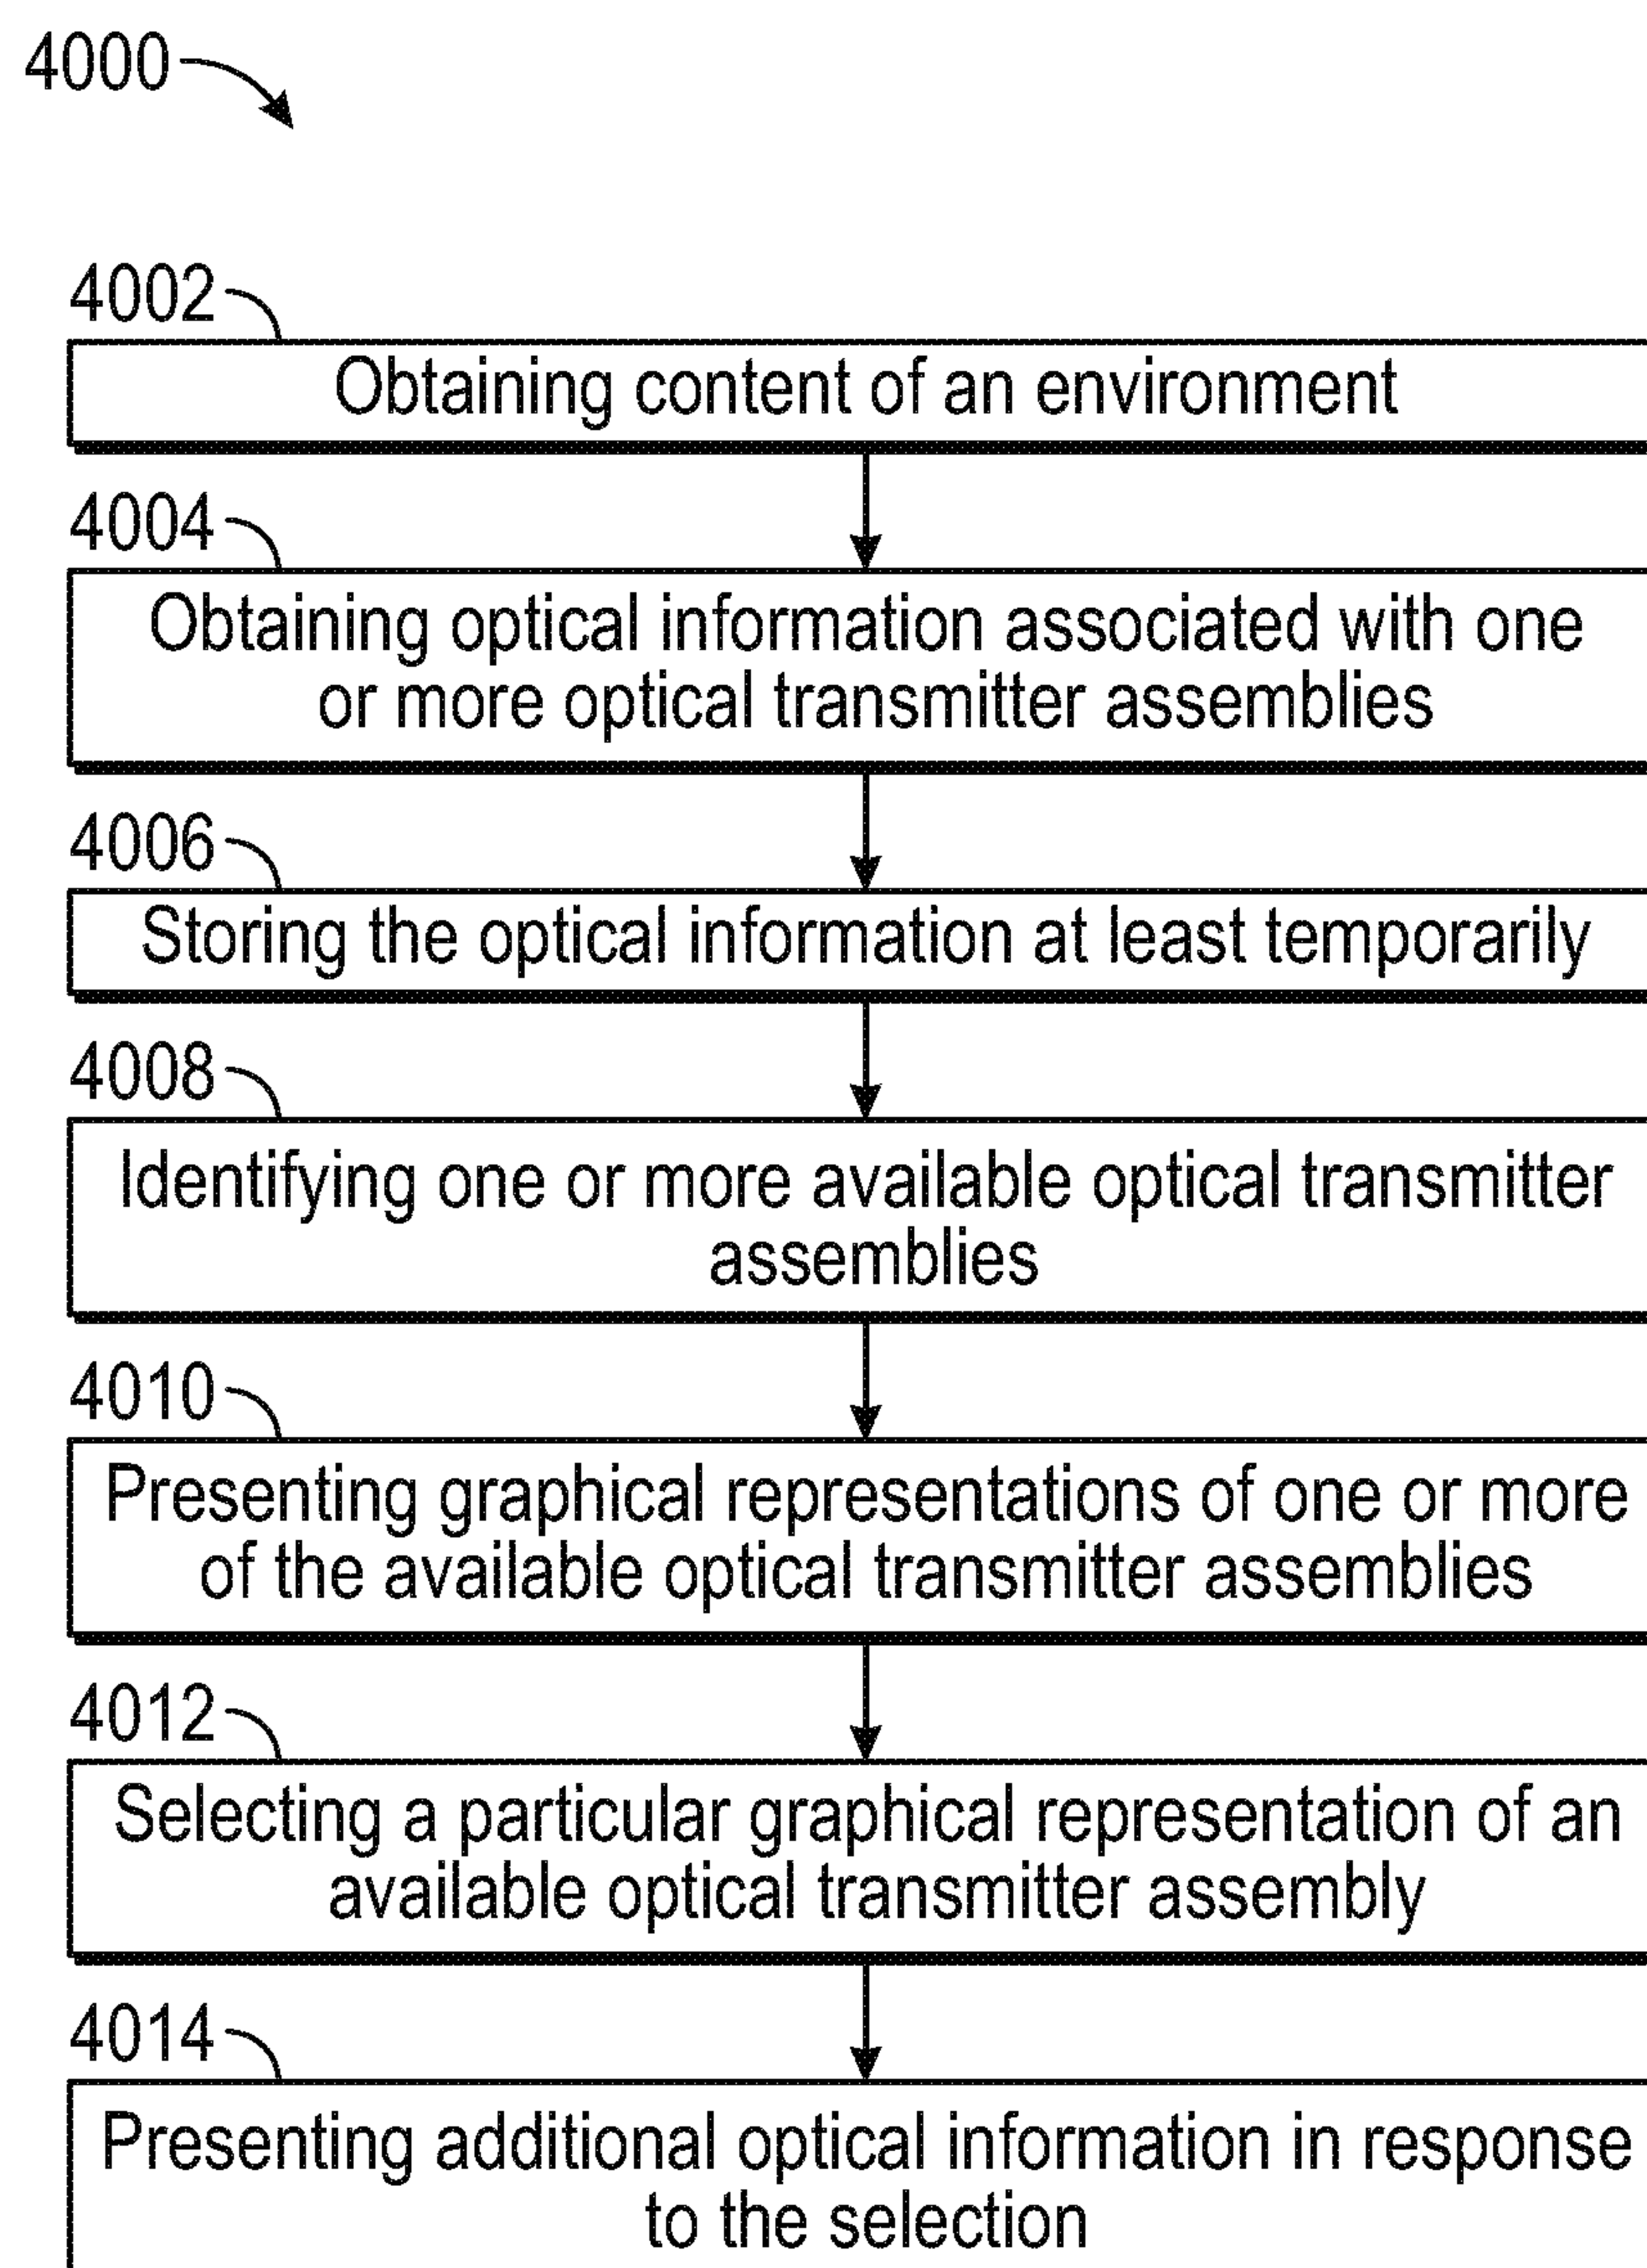 4000
4002
Obtaining content of an environment
4004
Obtaining optical information associated with one
or more optical transmitter assemblies
4006
Storing the optical information at least temporarily
4008
Identifying one or more available optical transmitter
assemblies
4010
Presenting graphical representations of one or more
of the available optical transmitter assemblies
4012
Selecting a particular graphical representation of an
available optical transmitter assembly
4014
Presenting additional optical information in response
to the selection